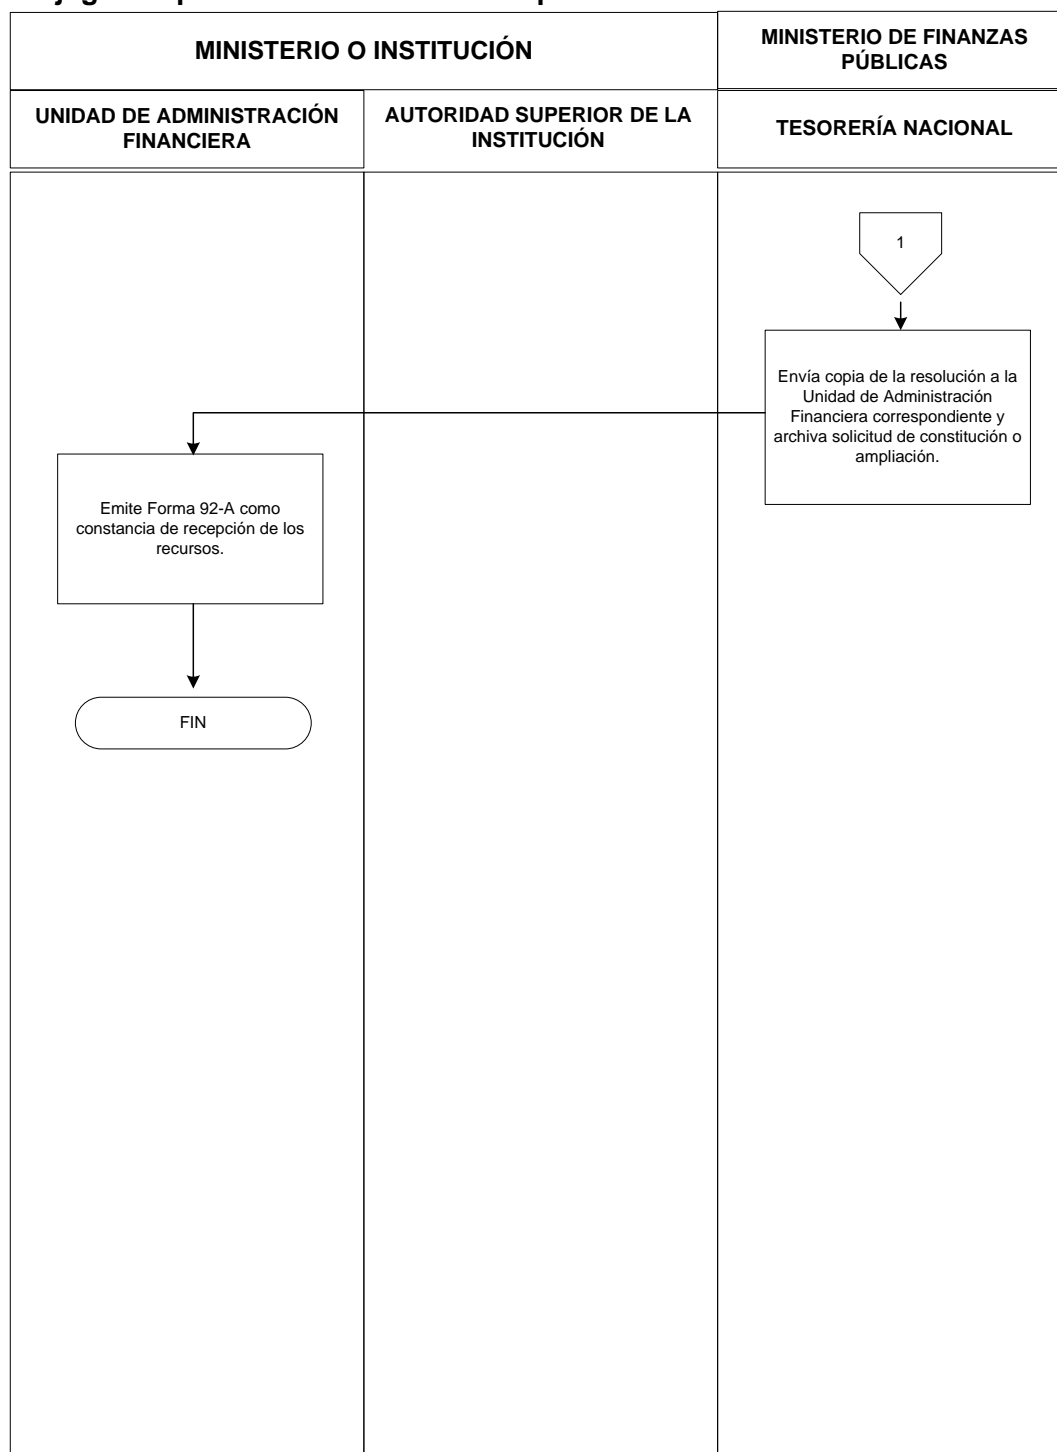 MINISTERIO O INSTITUCIÓN
MINISTERIO DE FINANZAS
PÚBLICAS
UNIDAD DE ADMINISTRACIÓN
FINANCIERA
AUTORIDAD SUPERIOR DE LA
INSTITUCIÓN
TESORERÍA NACIONAL
1
Envía copia de la resolución a la
Unidad de Administración
Financiera correspondiente y
archiva solicitud de constitución o
ampliación.
Emite Forma 92-A como
constancia de recepción de los
recursos.
FIN